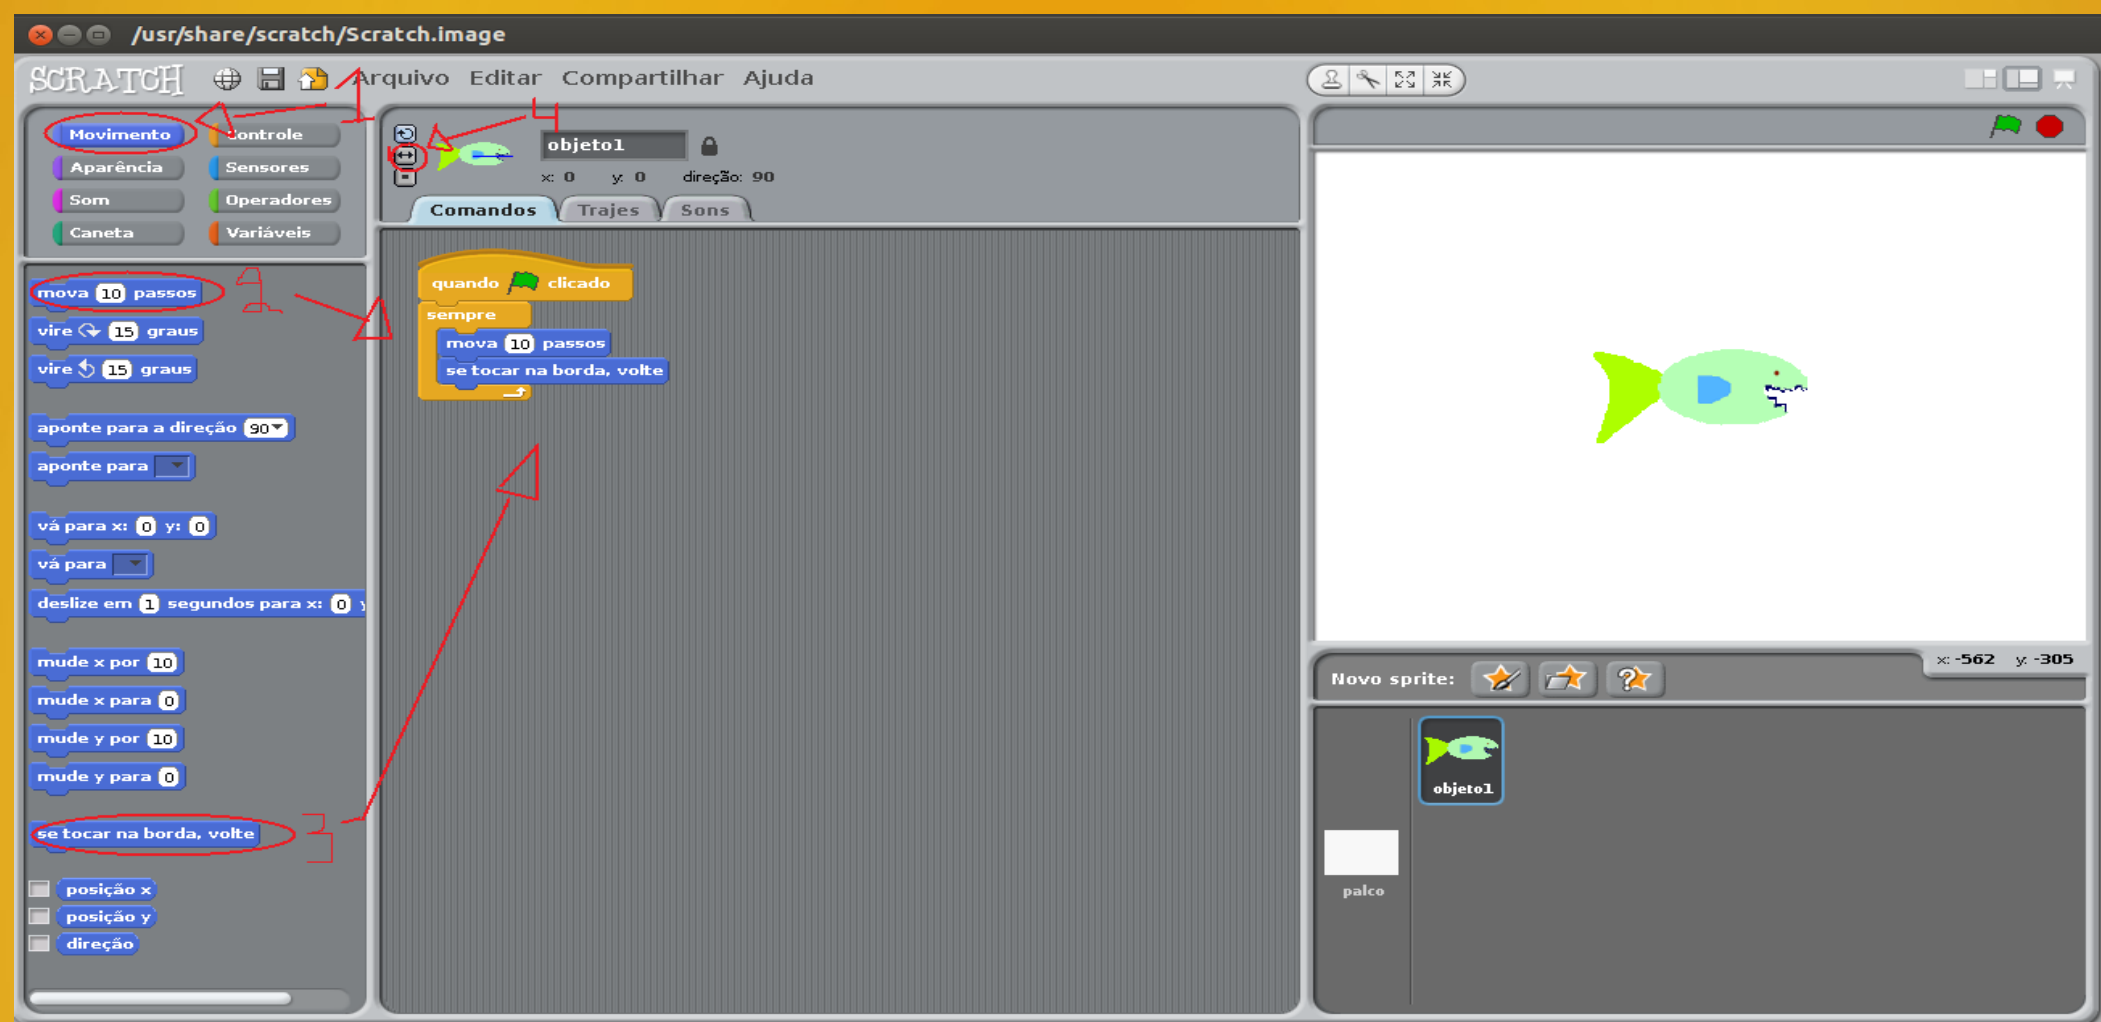 /usr/share/scratch/Scratch.image
SCRATCH Arquivo Editar Compartilhar Ajuda
1
Movimento Controle
Aparência Sensores
Som Operadores
Caneta Variáveis
4
objeto1
x: 0 y: 0 direção: 90
Comandos Trajes Sons
mova 10 passos
2
vire 15 graus
vire 15 graus
aponte para a direção 90
aponte para
vá para x: 0 y: 0
vá para
deslize em 1 segundos para x: 0 y
mude x por 10
mude x para 0
mude y por 10
mude y para 0
se tocar na borda, volte
3
posição x
posição y
direção
quando clicado
sempre
mova 10 passos
se tocar na borda, volte
x: -562 y: -305
Novo sprite:
objeto1
palco